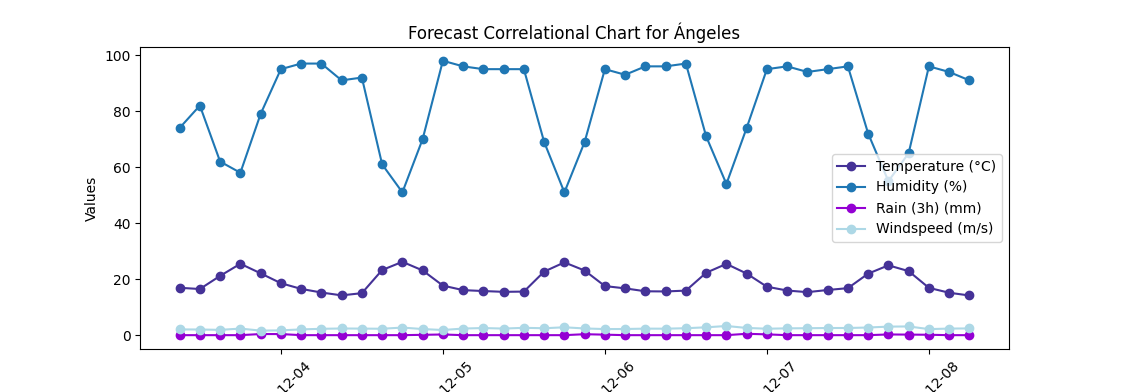 Forecast Correlational Chart for Ángeles
Values
100
80
60
40
20
0
Temperature (°C)
Humidity (%)
Rain (3h) (mm)
Windspeed (m/s)
12-04
12-05
12-06
12-07
12-08